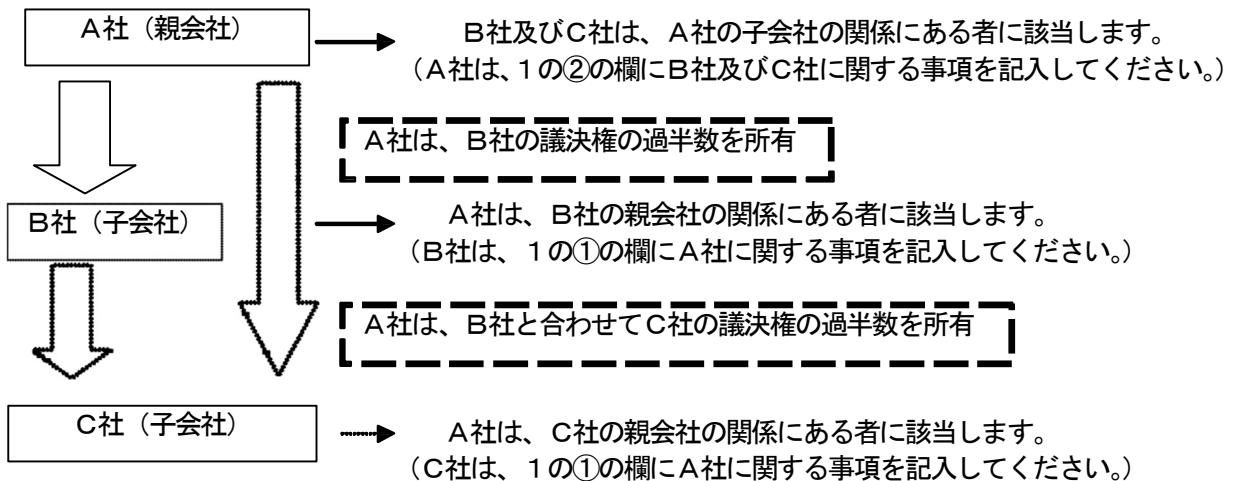 A社（親会社）
B社及びC社は、A社の子会社の関係にある者に該当します。
（A社は、１の②の欄にB社及びC社に関する事項を記入してください。）
A社は、B社の議決権の過半数を所有
B社（子会社）
A社は、B社の親会社の関係にある者に該当します。
（B社は、１の①の欄にA社に関する事項を記入してください。）
A社は、B社と合わせてC社の議決権の過半数を所有
C社（子会社）
A社は、C社の親会社の関係にある者に該当します。
（C社は、１の①の欄にA社に関する事項を記入してください。）